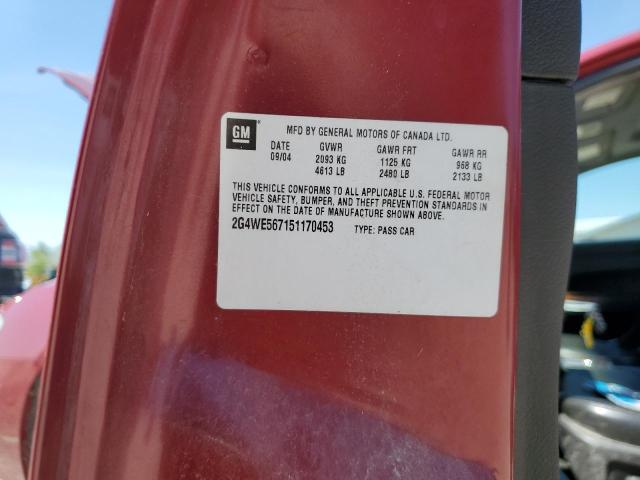 GM MFD BY GENERAL MOTORS OF CANADA LTD.
DATE GVWR GAWR FRT GAWR RR
09/04 2093 KG 1125 KG 968 KG
4613 LB 2480 LB 2133 LB
THIS VEHICLE CONFORMS TO ALL APPLICABLE U.S. FEDERAL MOTOR
VEHICLE SAFETY, BUMPER, AND THEFT PREVENTION STANDARDS IN
EFFECT ON THE DATE OF MANUFACTURE SHOWN ABOVE.
2G4WE567151170453 TYPE: PASS CAR